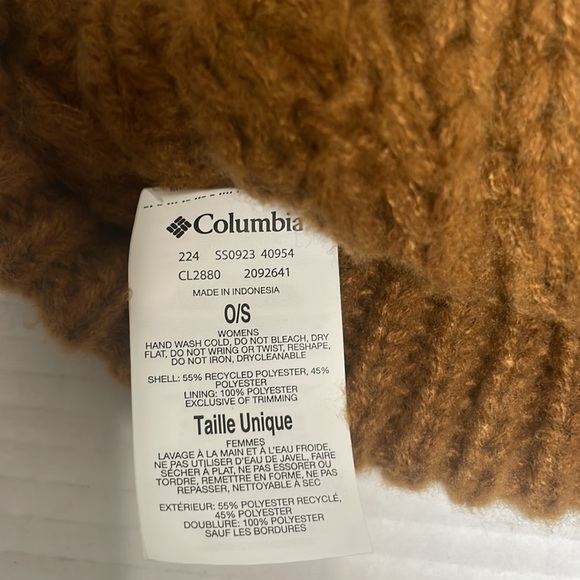 Columbia
224 SS0923 40954
CL2880 2092641
MADE IN INDONESIA
O/S
WOMENS
HAND WASH COLD, DO NOT BLEACH, DRY
FLAT, DO NOT WRING OR TWIST, RESHAPE,
DO NOT IRON, DRYCLEANABLE
SHELL: 55% RECYCLED POLYESTER, 45%
POLYESTER
LINING: 100% POLYESTER
EXCLUSIVE OF TRIMMING
Taille Unique
FEMMES
LAVAGE À LA MAIN ET À L'EAU FROIDE,
NE PAS UTILISER D'EAU DE JAVEL, FAIRE
SÉCHER À PLAT, NE PAS ESSORER OU
TORDRE, REMETTRE EN FORME, NE PAS
REPASSER, NETTOYABLE À SEC
EXTÉRIEUR: 55% POLYESTER RECYCLÉ,
45% POLYESTER
DOUBLURE: 100% POLYESTER
SAUF LES BORDURES